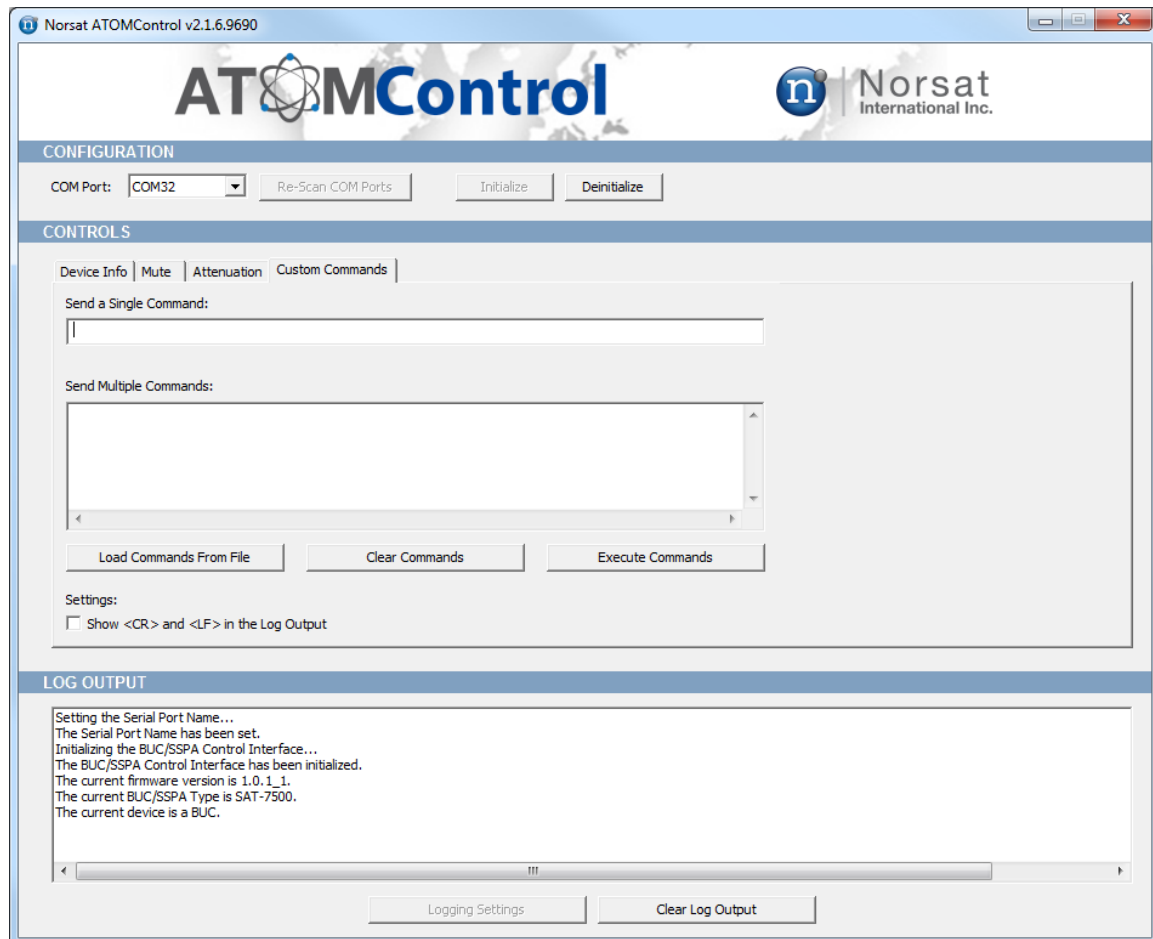 Norsat ATOMControl v2.1.6.9690
ATOMControl
n Norsat
International Inc.
CONFIGURATION
COM Port: COM32 Re-Scan COM Ports Initialize Deinitialize
CONTROLS
Device Info Mute Attenuation Custom Commands
Send a Single Command:
Send Multiple Commands:
Load Commands From File Clear Commands Execute Commands
Settings:
Show <CR> and <LF> in the Log Output
LOG OUTPUT
Setting the Serial Port Name...
The Serial Port Name has been set.
Initializing the BUC/SSPA Control Interface...
The BUC/SSPA Control Interface has been initialized.
The current firmware version is 1.0.1_1.
The current BUC/SSPA Type is SAT-7500.
The current device is a BUC.
Logging Settings Clear Log Output